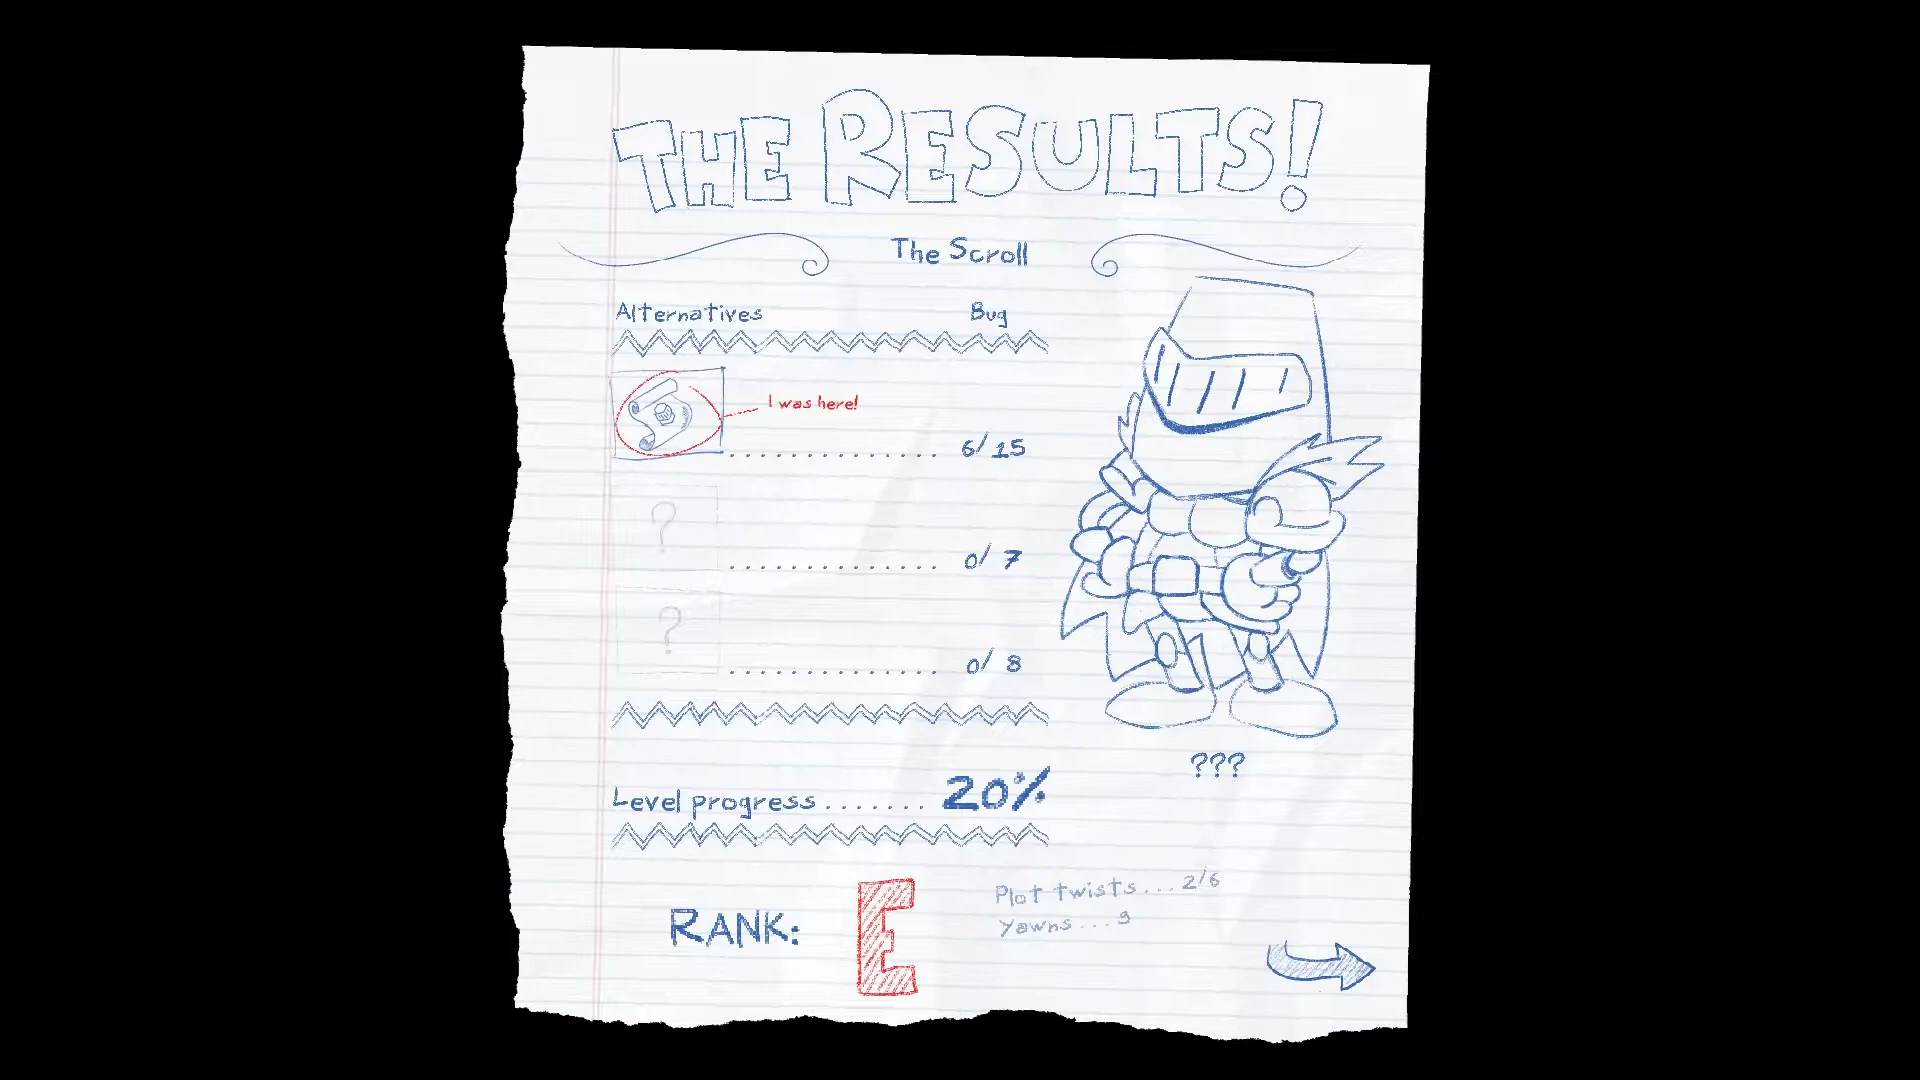 THE RESULTS!
The Scroll
Alternatives Bug
I was here!
.............. 6/15
?
.............. 0/7
?
.............. 0/8
???
Level progress....... 20%
RANK: E
Plot twists... 2/6
Yawns... 9